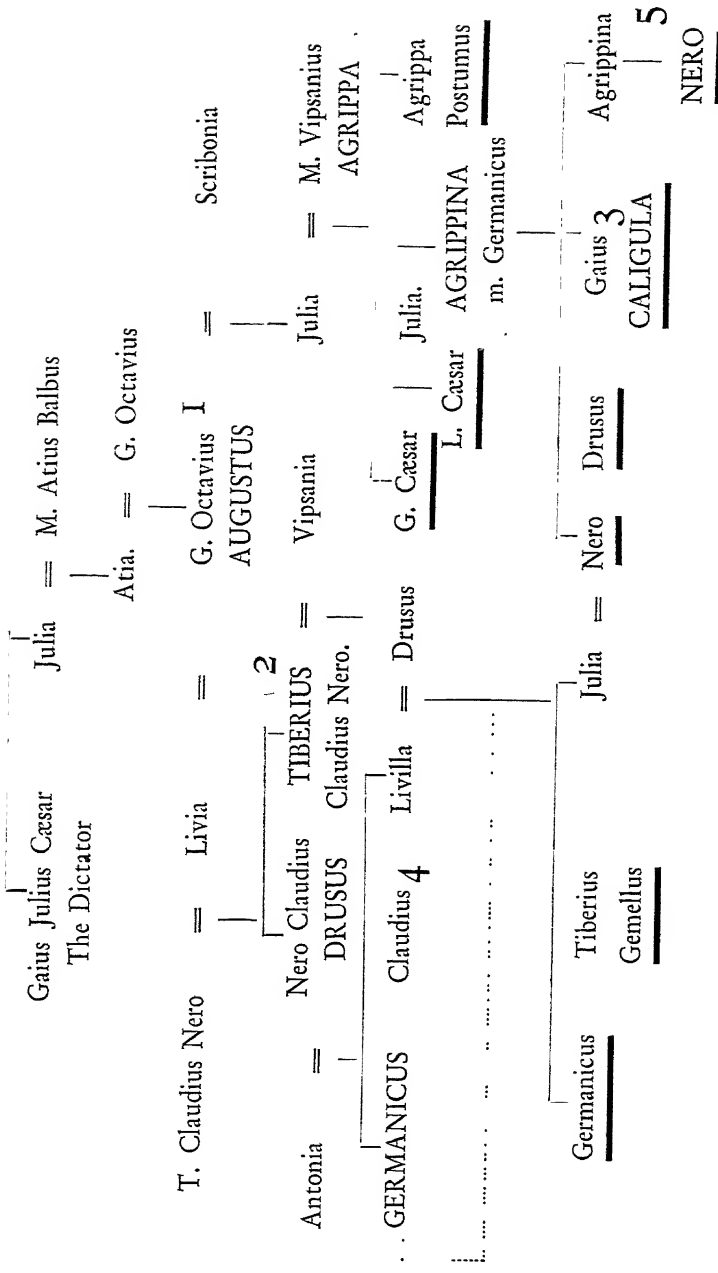 Gaius Julius Cæsar
The Dictator
Julia = M. Atius Balbus
Atia. = G. Octavius
T. Claudius Nero = Livia = G. Octavius 1 = Scribonia
AUGUSTUS
Antonia = Nero Claudius
DRUSUS
TIBERIUS 2
Claudius Nero.
= Vipsania
Julia = M. Vipsanius
AGRIPPA
GERMANICUS
Claudius 4
Livilla = Drusus
G. Cæsar
L. Cæsar
Julia.
AGRIPPINA
m. Germanicus
Agrippa
Postumus
Germanicus
Tiberius
Gemellus
Julia = Nero
Drusus
Gaius 3
CALIGULA
Agrippina
NERO 5